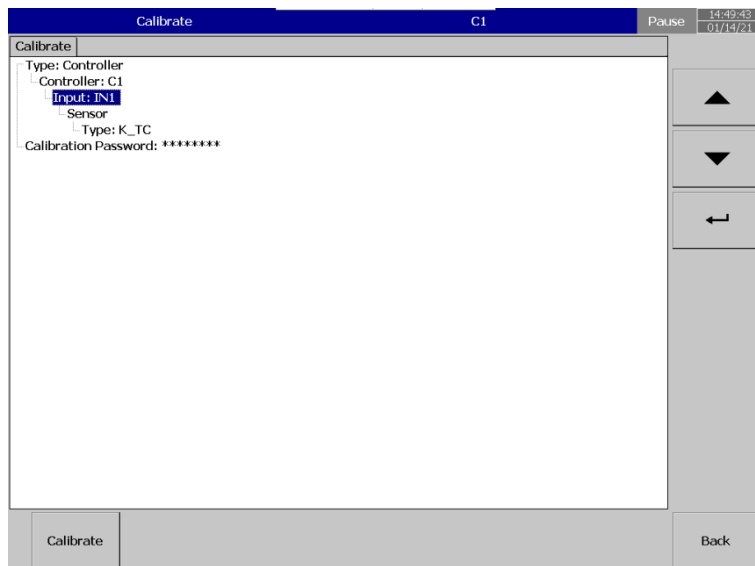 Calibrate C1 Pause 14:49:43
01/14/21
Calibrate
Type: Controller
Controller: C1
Input: IN1
Sensor
Type: K_TC
Calibration Password: ********
Calibrate Back